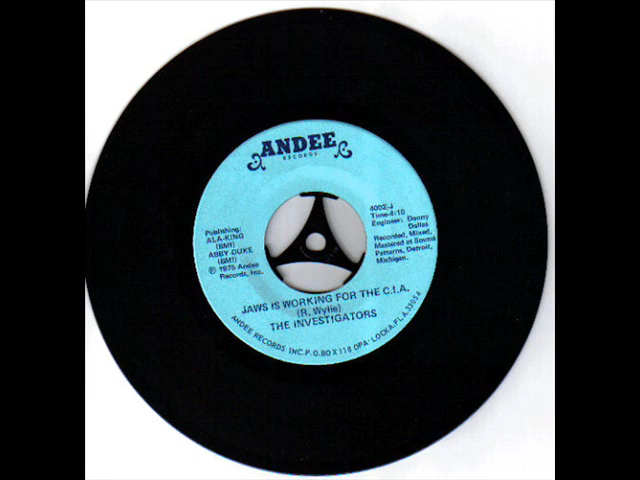 ANDEE
RECORDS
Publishing:
ALA-KING
(BMI)
ABBY DUKE
(BMI)
℗ 1975 Andee
Records, Inc.
4002-J
Time-4:10
Engineer: Danny
Dallas
Recorded, Mixed,
Mastered at Sound
Patterns, Detroit,
Michigan.
JAWS IS WORKING FOR THE C.I.A.
(R. Wylie)
THE INVESTIGATORS
ANDEE RECORDS INC. P.O. BOX 118 OPA-LOCKA, FLA. 33054